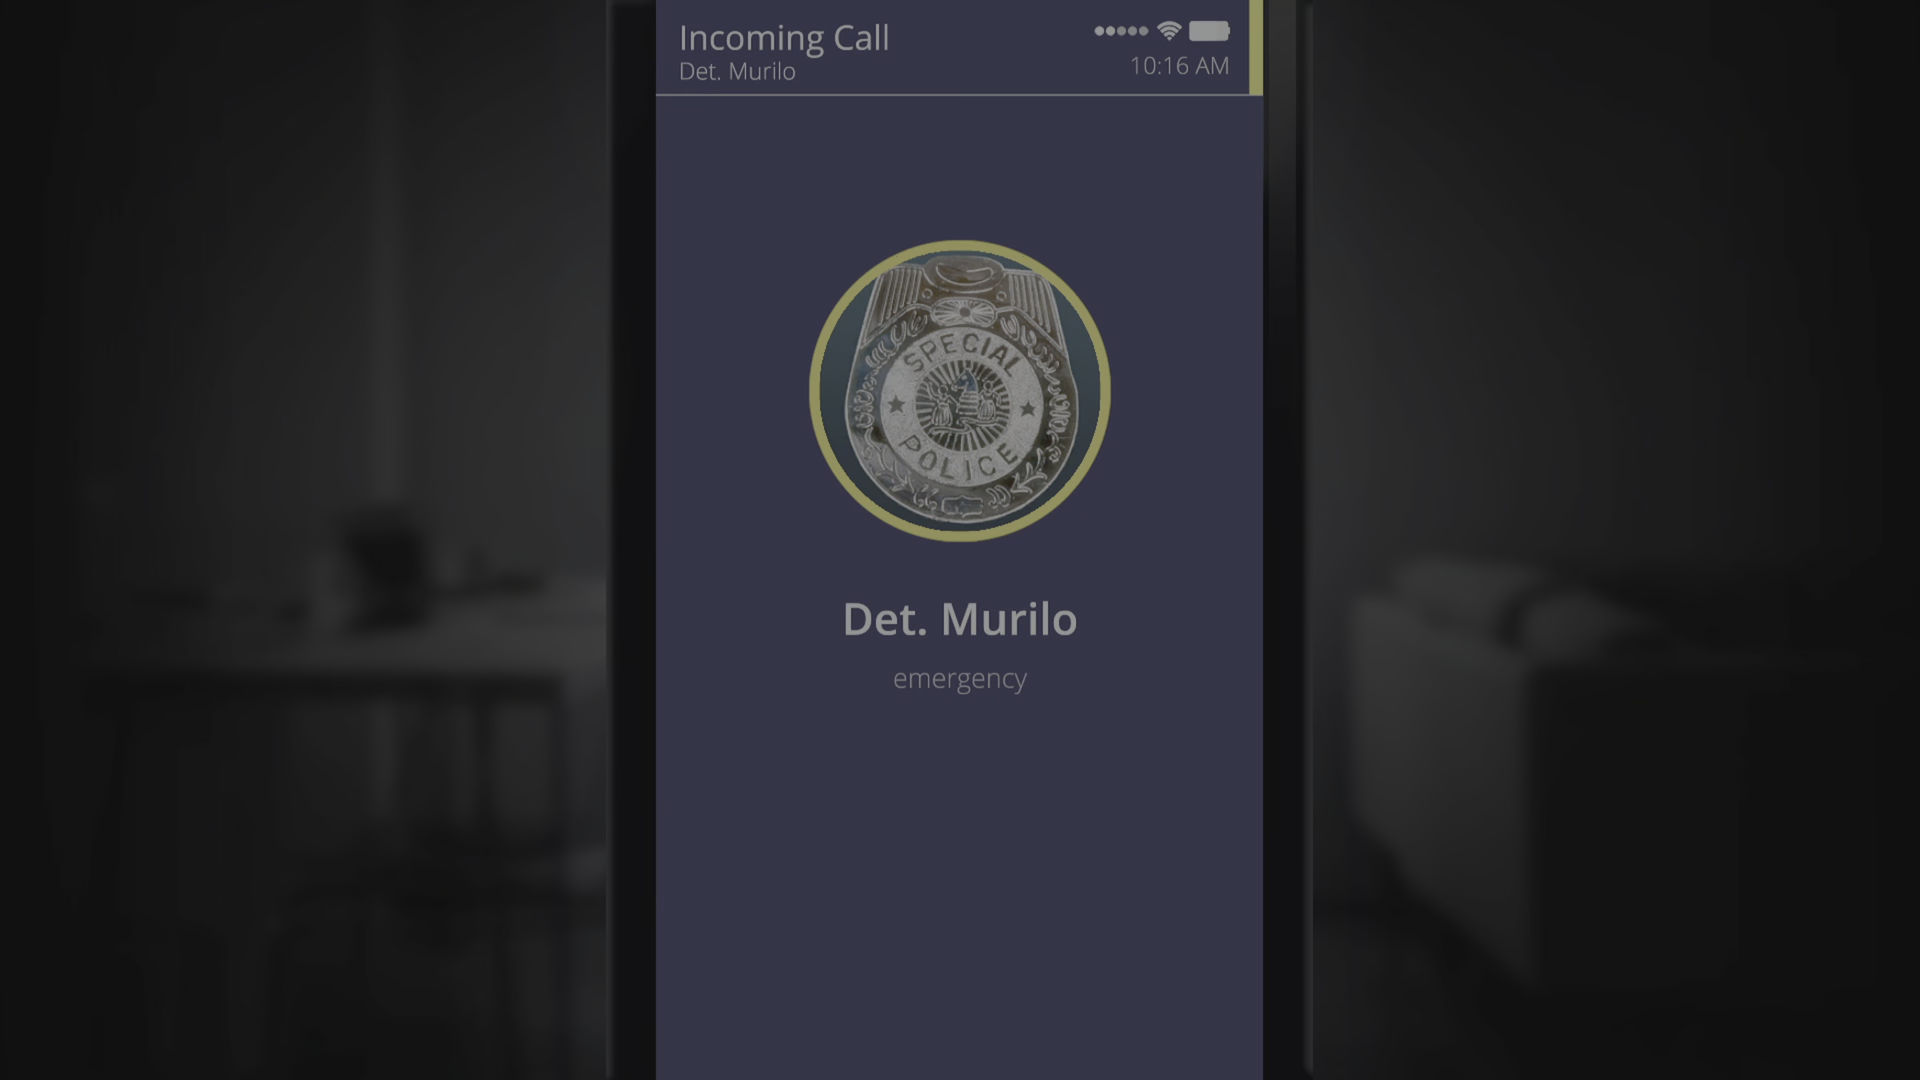 Incoming Call
Det. Murilo
10:16 AM
SPECIAL
POLICE
Det. Murilo
emergency